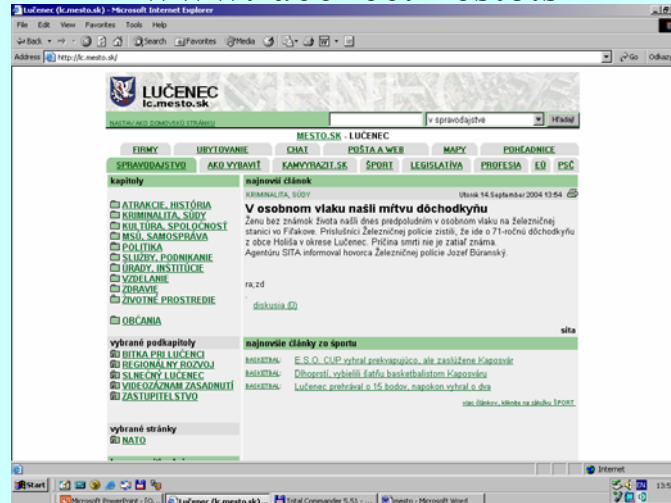 Lučenec (lc.mesto.sk) - Microsoft Internet Explorer
File Edit View Favorites Tools Help
Back Search Favorites Media
Address http://lc.mesto.sk/ Go Odkazy
LUČENEC
lc.mesto.sk
NASTAV AKO DOMOVSKÚ STRÁNKU v spravodajstve Hľadaj!
MESTO.SK - LUČENEC
FIRMY UBYTOVANIE CHAT POŠTA A WEB MAPY POHĽADNICE
SPRAVODAJSTVO AKO VYBAVIŤ KAMVYRAZIT.SK ŠPORT LEGISLATÍVA PROFESIA EÚ PSČ
kapitoly
ATRAKCIE, HISTÓRIA
KRIMINALITA, SÚDY
KULTÚRA, SPOLOČNOSŤ
MSÚ, SAMOSPRÁVA
POLITIKA
SLUŽBY, PODNIKANIE
ÚRADY, INŠTITÚCIE
VZDELANIE
ZDRAVIE
ŽIVOTNÉ PROSTREDIE
OBČANIA
vybrané podkapitoly
BITKA PRI LUČENCI
REGIONÁLNY ROZVOJ
SLNEČNÝ LUČENEC
VIDEOZÁZNAM ZASADNUTÍ
ZASTUPITEĽSTVO
vybrané stránky
NATO
najnovší článok
KRIMINALITA, SÚDY Utorok 14.September 2004 13:54
V osobnom vlaku našli mŕtvu dôchodkyňu
Ženu bez známok života našli dnes predpoludním v osobnom vlaku na železničnej
stanici vo Fiľakove. Príslušníci Železničnej polície zistili, že ide o 71-ročnú dôchodkyňu
z obce Holiša v okrese Lučenec. Príčina smrti nie je zatiaľ známa.
Agentúru SITA informoval hovorca Železničnej polície Jozef Búranský.
ra,zd
.
diskusia (0)
sita
najnovšie články zo športu
BASKETBAL: E.S.O. CUP vyhral prekvapujúco, ale zaslúžene Kaposvár
BASKETBAL: Dlhoprstí, vybielili šatňu basketbalistom Kaposváru
BASKETBAL: Lučenec prehrával o 15 bodov, napokon vyhral o dva
viac článkov, kliknite na záložku ŠPORT
Internet
Start
Microsoft PowerPoint - [O... Lučenec (lc.mesto.sk)... Total Commander 5.51 - ... mesto - Microsoft Word